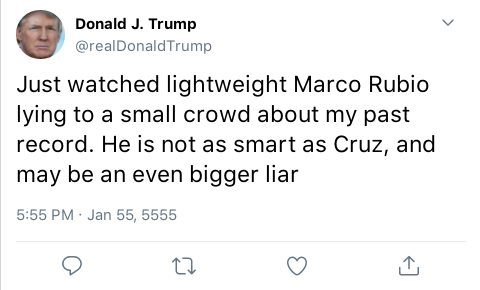 Donald J. Trump
@realDonaldTrump
Just watched lightweight Marco Rubio
lying to a small crowd about my past
record. He is not as smart as Cruz, and
may be an even bigger liar
5:55 PM · Jan 55, 5555